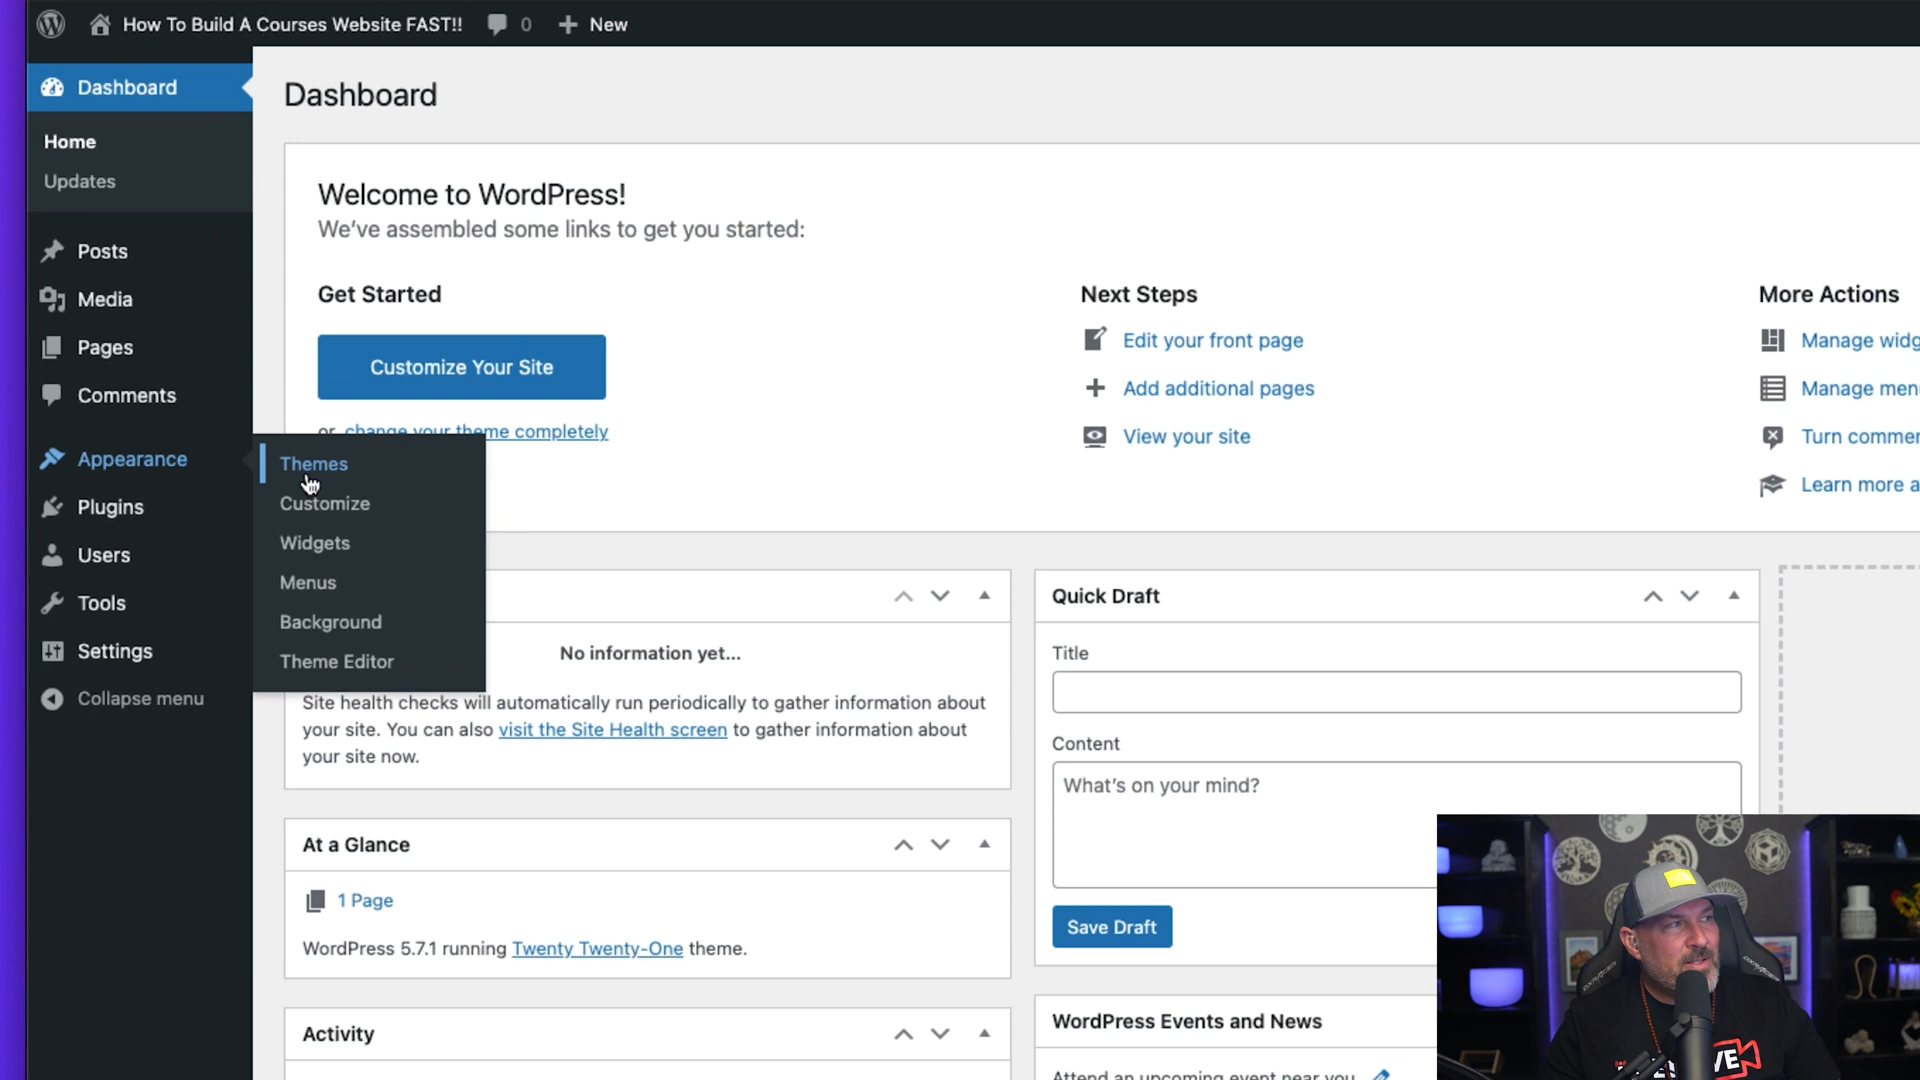 How To Build A Courses Website FAST!!
0
New
Dashboard
Home
Updates
Posts
Media
Pages
Comments
Appearance
Plugins
Users
Tools
Settings
Collapse menu
Themes
Customize
Widgets
Menus
Background
Theme Editor
Dashboard
Welcome to WordPress!
We've assembled some links to get you started:
Get Started
Customize Your Site
or change your theme completely
Next Steps
Edit your front page
Add additional pages
View your site
More Actions
Manage
Manage
Turn
Learn more
No information yet...
Site health checks will automatically run periodically to gather information about
your site. You can also visit the Site Health screen to gather information about
your site now.
At a Glance
1 Page
WordPress 5.7.1 running Twenty Twenty-One theme.
Activity
Quick Draft
Title
Content
What's on your mind?
Save Draft
WordPress Events and News
Attend an upcoming event near you
DXRACER
DXRACER